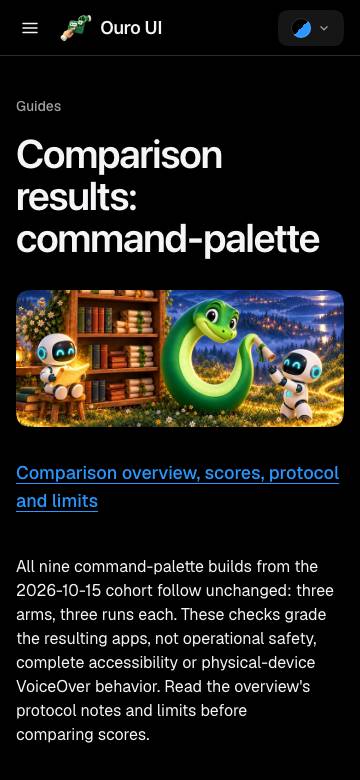 Ouro UI
Guides
Comparison
results:
command-palette
Comparison overview, scores, protocol
and limits
All nine command-palette builds from the
2026-10-15 cohort follow unchanged: three
arms, three runs each. These checks grade
the resulting apps, not operational safety,
complete accessibility or physical-device
VoiceOver behavior. Read the overview's
protocol notes and limits before
comparing scores.